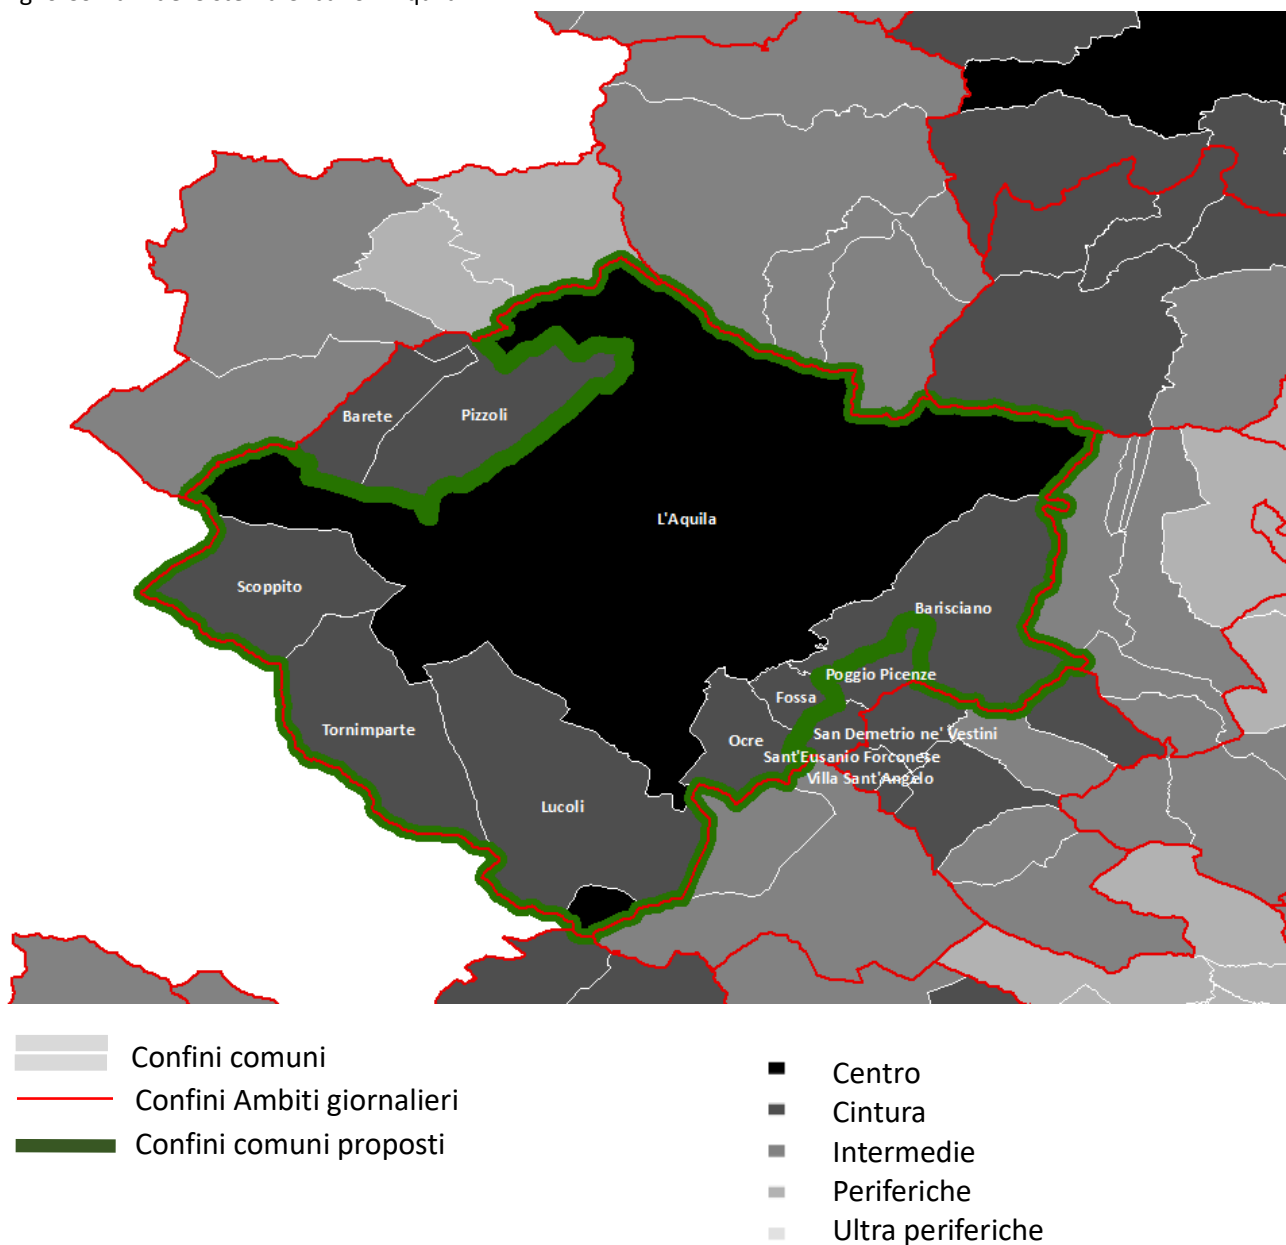 Barete
Pizzoli
L'Aquila
Scoppito
Barisciano
Poggio Picenze
Fossa
Tornimparte
Ocre
San Demetrio ne' Vestini
Sant'Eusanio Forconese
Villa Sant'Angelo
Lucoli
Confini comuni
Confini Ambiti giornalieri
Confini comuni proposti
Centro
Cintura
Intermedie
Periferiche
Ultra periferiche